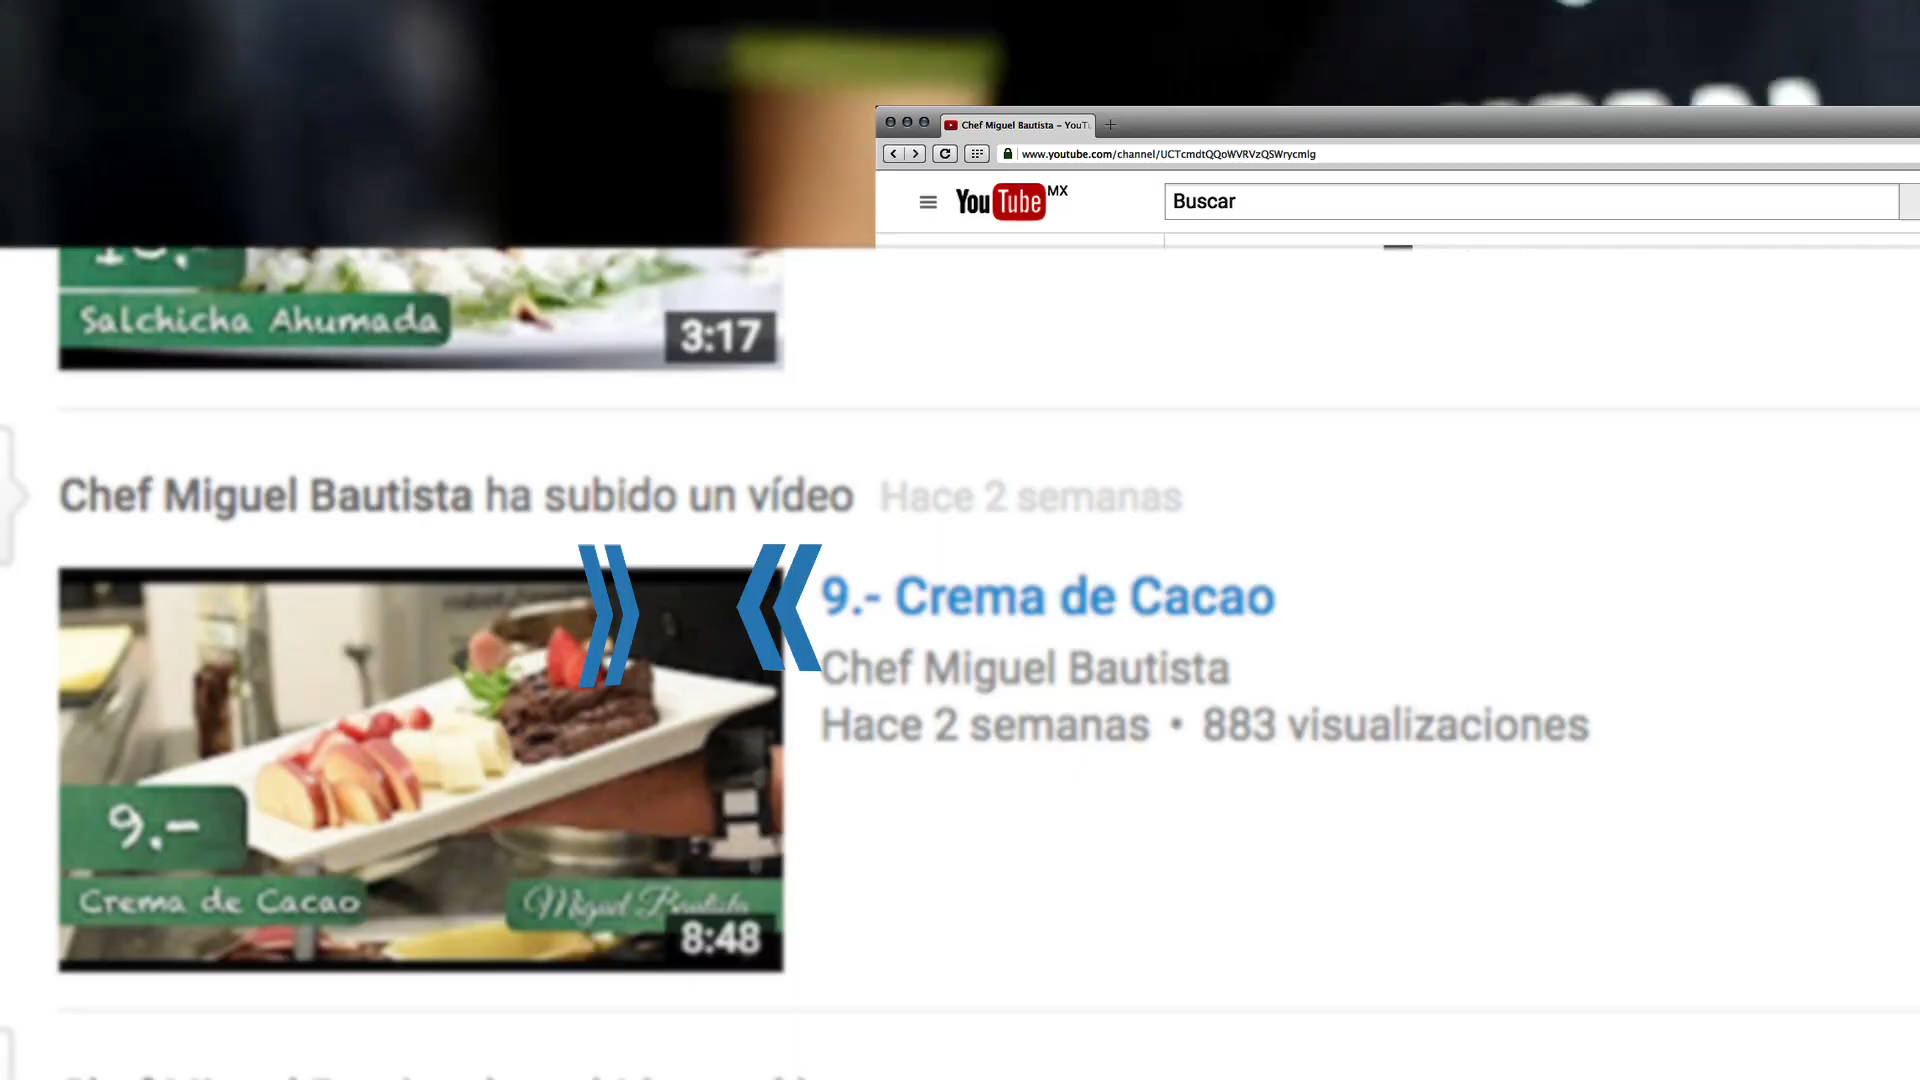 Chef Miguel Bautista – YouTu
www.youtube.com/channel/UCTcmdtQQoWVRVzQSWrycmlg
YouTube MX
Buscar
Salchicha Ahumada
3:17
Chef Miguel Bautista ha subido un vídeo Hace 2 semanas
9.- Crema de Cacao
Chef Miguel Bautista
Hace 2 semanas • 883 visualizaciones
9.-
Crema de Cacao
Miguel Bautista
8:48